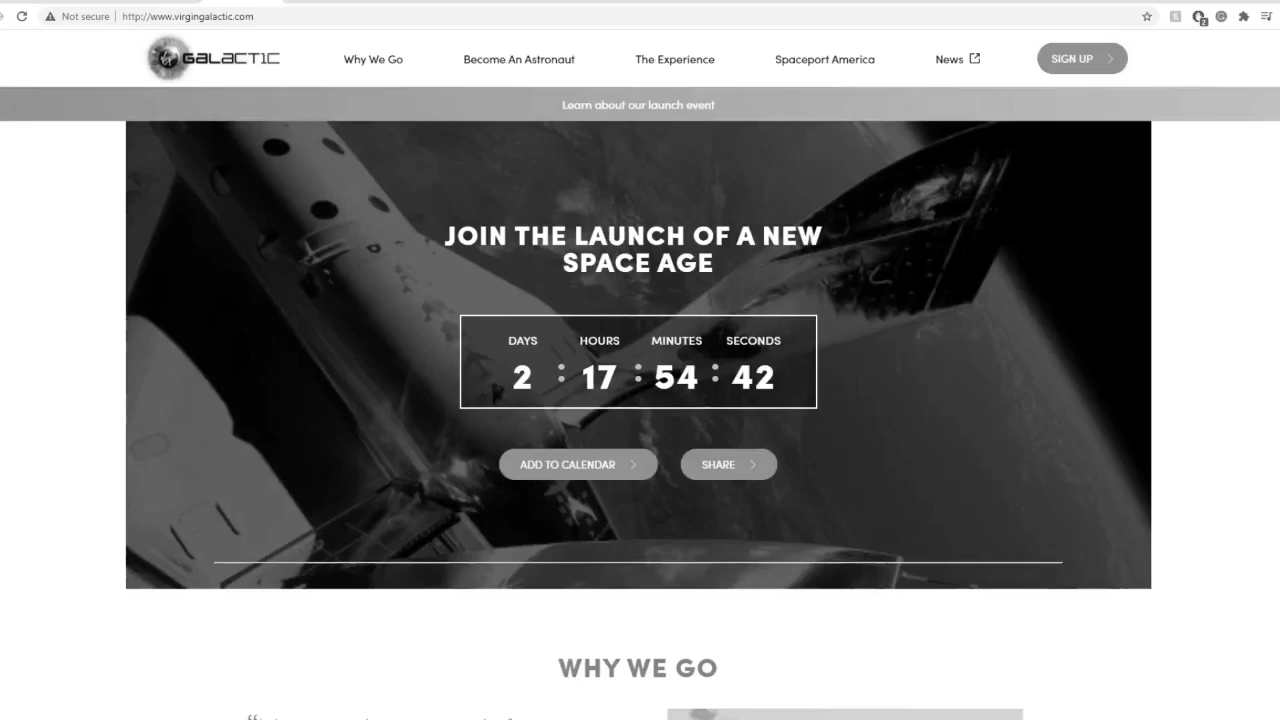 Not secure | http://www.virgingalactic.com
GALACTIC
Why We Go
Become An Astronaut
The Experience
Spaceport America
News
SIGN UP
Learn about our launch event
JOIN THE LAUNCH OF A NEW
SPACE AGE
DAYS HOURS MINUTES SECONDS
2 : 17 : 54 : 42
ADD TO CALENDAR
SHARE
WHY WE GO